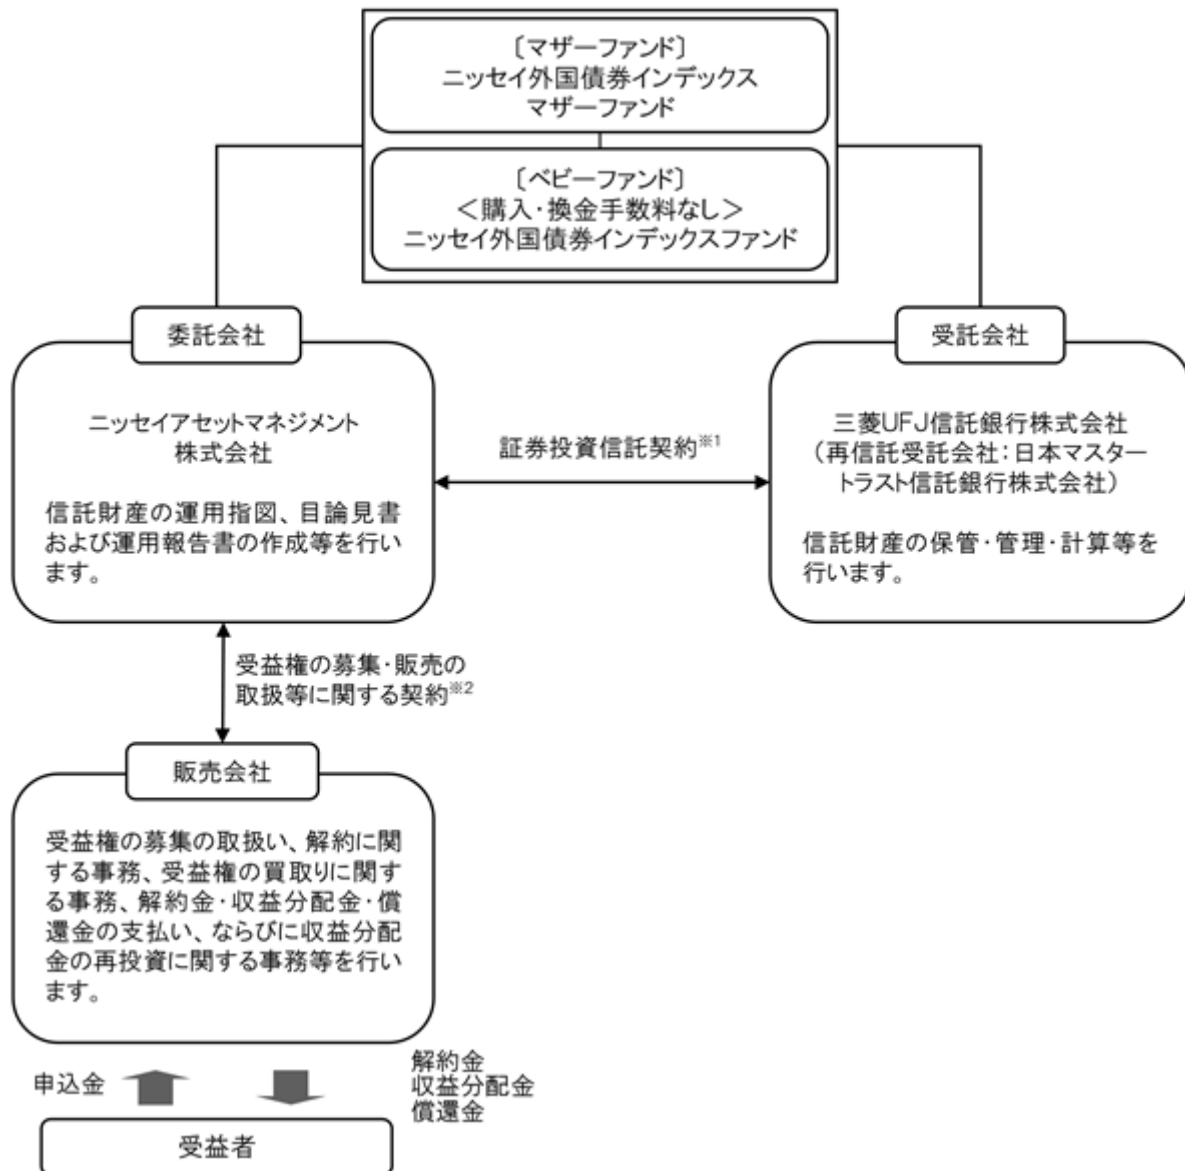 〔マザーファンド〕
ニッセイ外国債券インデックス
マザーファンド
〔ベビーファンド〕
＜購入・換金手数料なし＞
ニッセイ外国債券インデックスファンド
委託会社
ニッセイアセットマネジメント
株式会社
信託財産の運用指図、目論見書
および運用報告書の作成等を行い
ます。
証券投資信託契約※1
受託会社
三菱UFJ信託銀行株式会社
（再信託受託会社：日本マスター
トラスト信託銀行株式会社）
信託財産の保管・管理・計算等を
行います。
受益権の募集・販売の
取扱等に関する契約※2
販売会社
受益権の募集の取扱い、解約に関
する事務、受益権の買取りに関す
る事務、解約金・収益分配金・償
還金の支払い、ならびに収益分配
金の再投資に関する事務等を行い
ます。
申込金
解約金
収益分配金
償還金
受益者